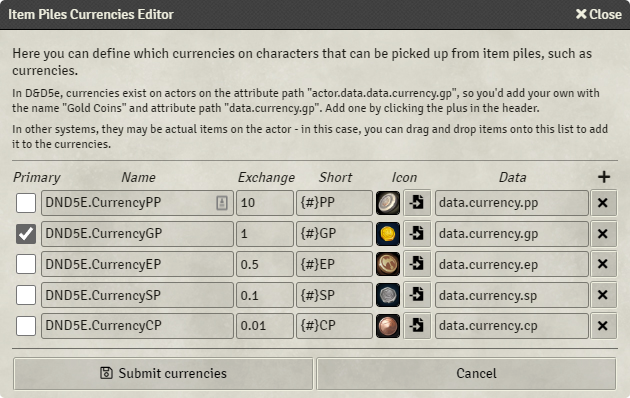 Item Piles Currencies Editor
Close
Here you can define which currencies on characters that can be picked up from item piles, such as
currencies.
In D&D5e, currencies exist on actors on the attribute path "actor.data.data.currency.gp", so you'd add your own with
the name "Gold Coins" and attribute path "data.currency.gp". Add one by clicking the plus in the header.
In other systems, they may be actual items on the actor - in this case, you can drag and drop items onto this list to add
it to the currencies.
Primary Name Exchange Short Icon Data
DND5E.CurrencyPP 10 {#}PP data.currency.pp
DND5E.CurrencyGP 1 {#}GP data.currency.gp
DND5E.CurrencyEP 0.5 {#}EP data.currency.ep
DND5E.CurrencySP 0.1 {#}SP data.currency.sp
DND5E.CurrencyCP 0.01 {#}CP data.currency.cp
Submit currencies
Cancel